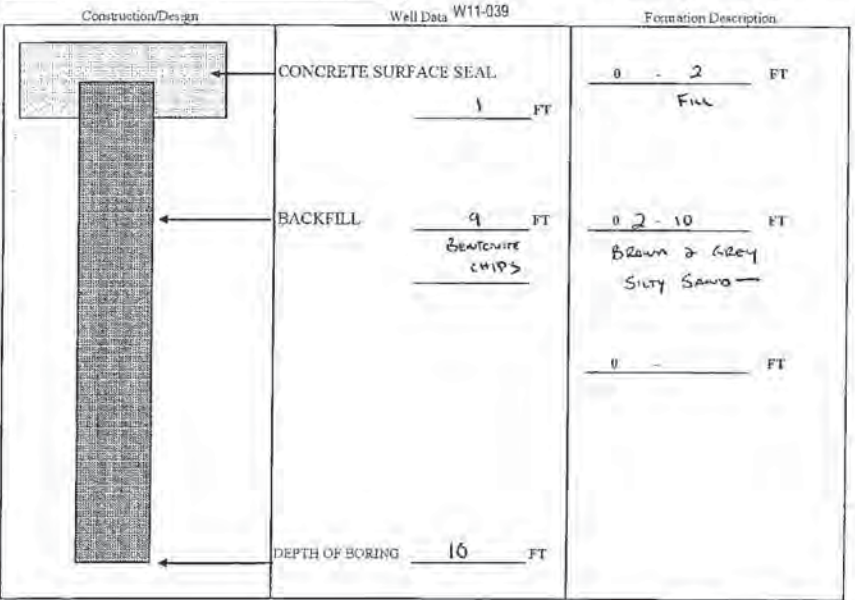 Construction/Design
Well Data W11-039
Formation Description
CONCRETE SURFACE SEAL
1 FT
0 - 2 FT
FILL
BACKFILL 9 FT
BENTONITE
CHIPS
0 2 - 10 FT
BROWN & GREY
SILTY SAND
0 - FT
DEPTH OF BORING 10 FT